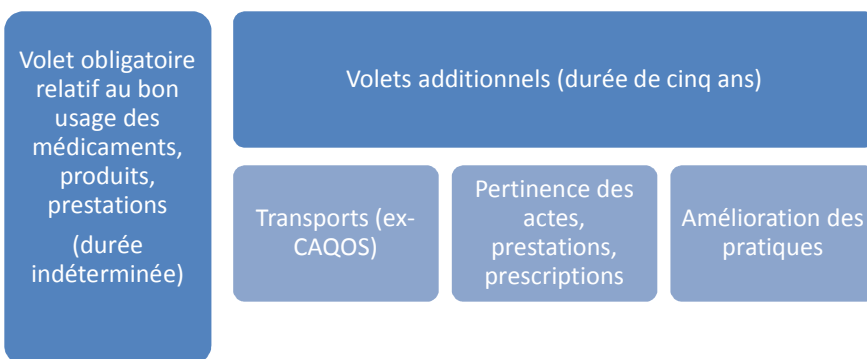 Volet obligatoire
relatif au bon
usage des
médicaments,
produits,
prestations
(durée
indéterminée)
Volets additionnels (durée de cinq ans)
Transports (ex-
CAQOS)
Pertinence des
actes,
prestations,
prescriptions
Amélioration des
pratiques